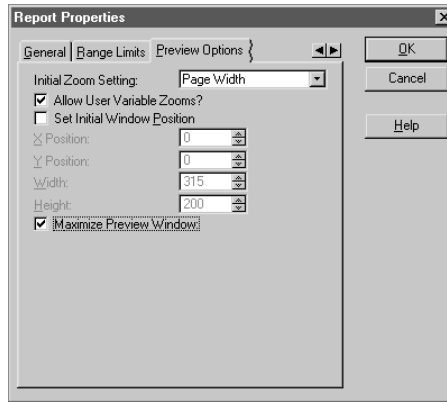 Report Properties
General Range Limits Preview Options
OK
Initial Zoom Setting: Page Width
Cancel
Allow User Variable Zooms?
Set Initial Window Position
Help
X Position: 0
Y Position: 0
Width: 315
Height: 200
Maximize Preview Window